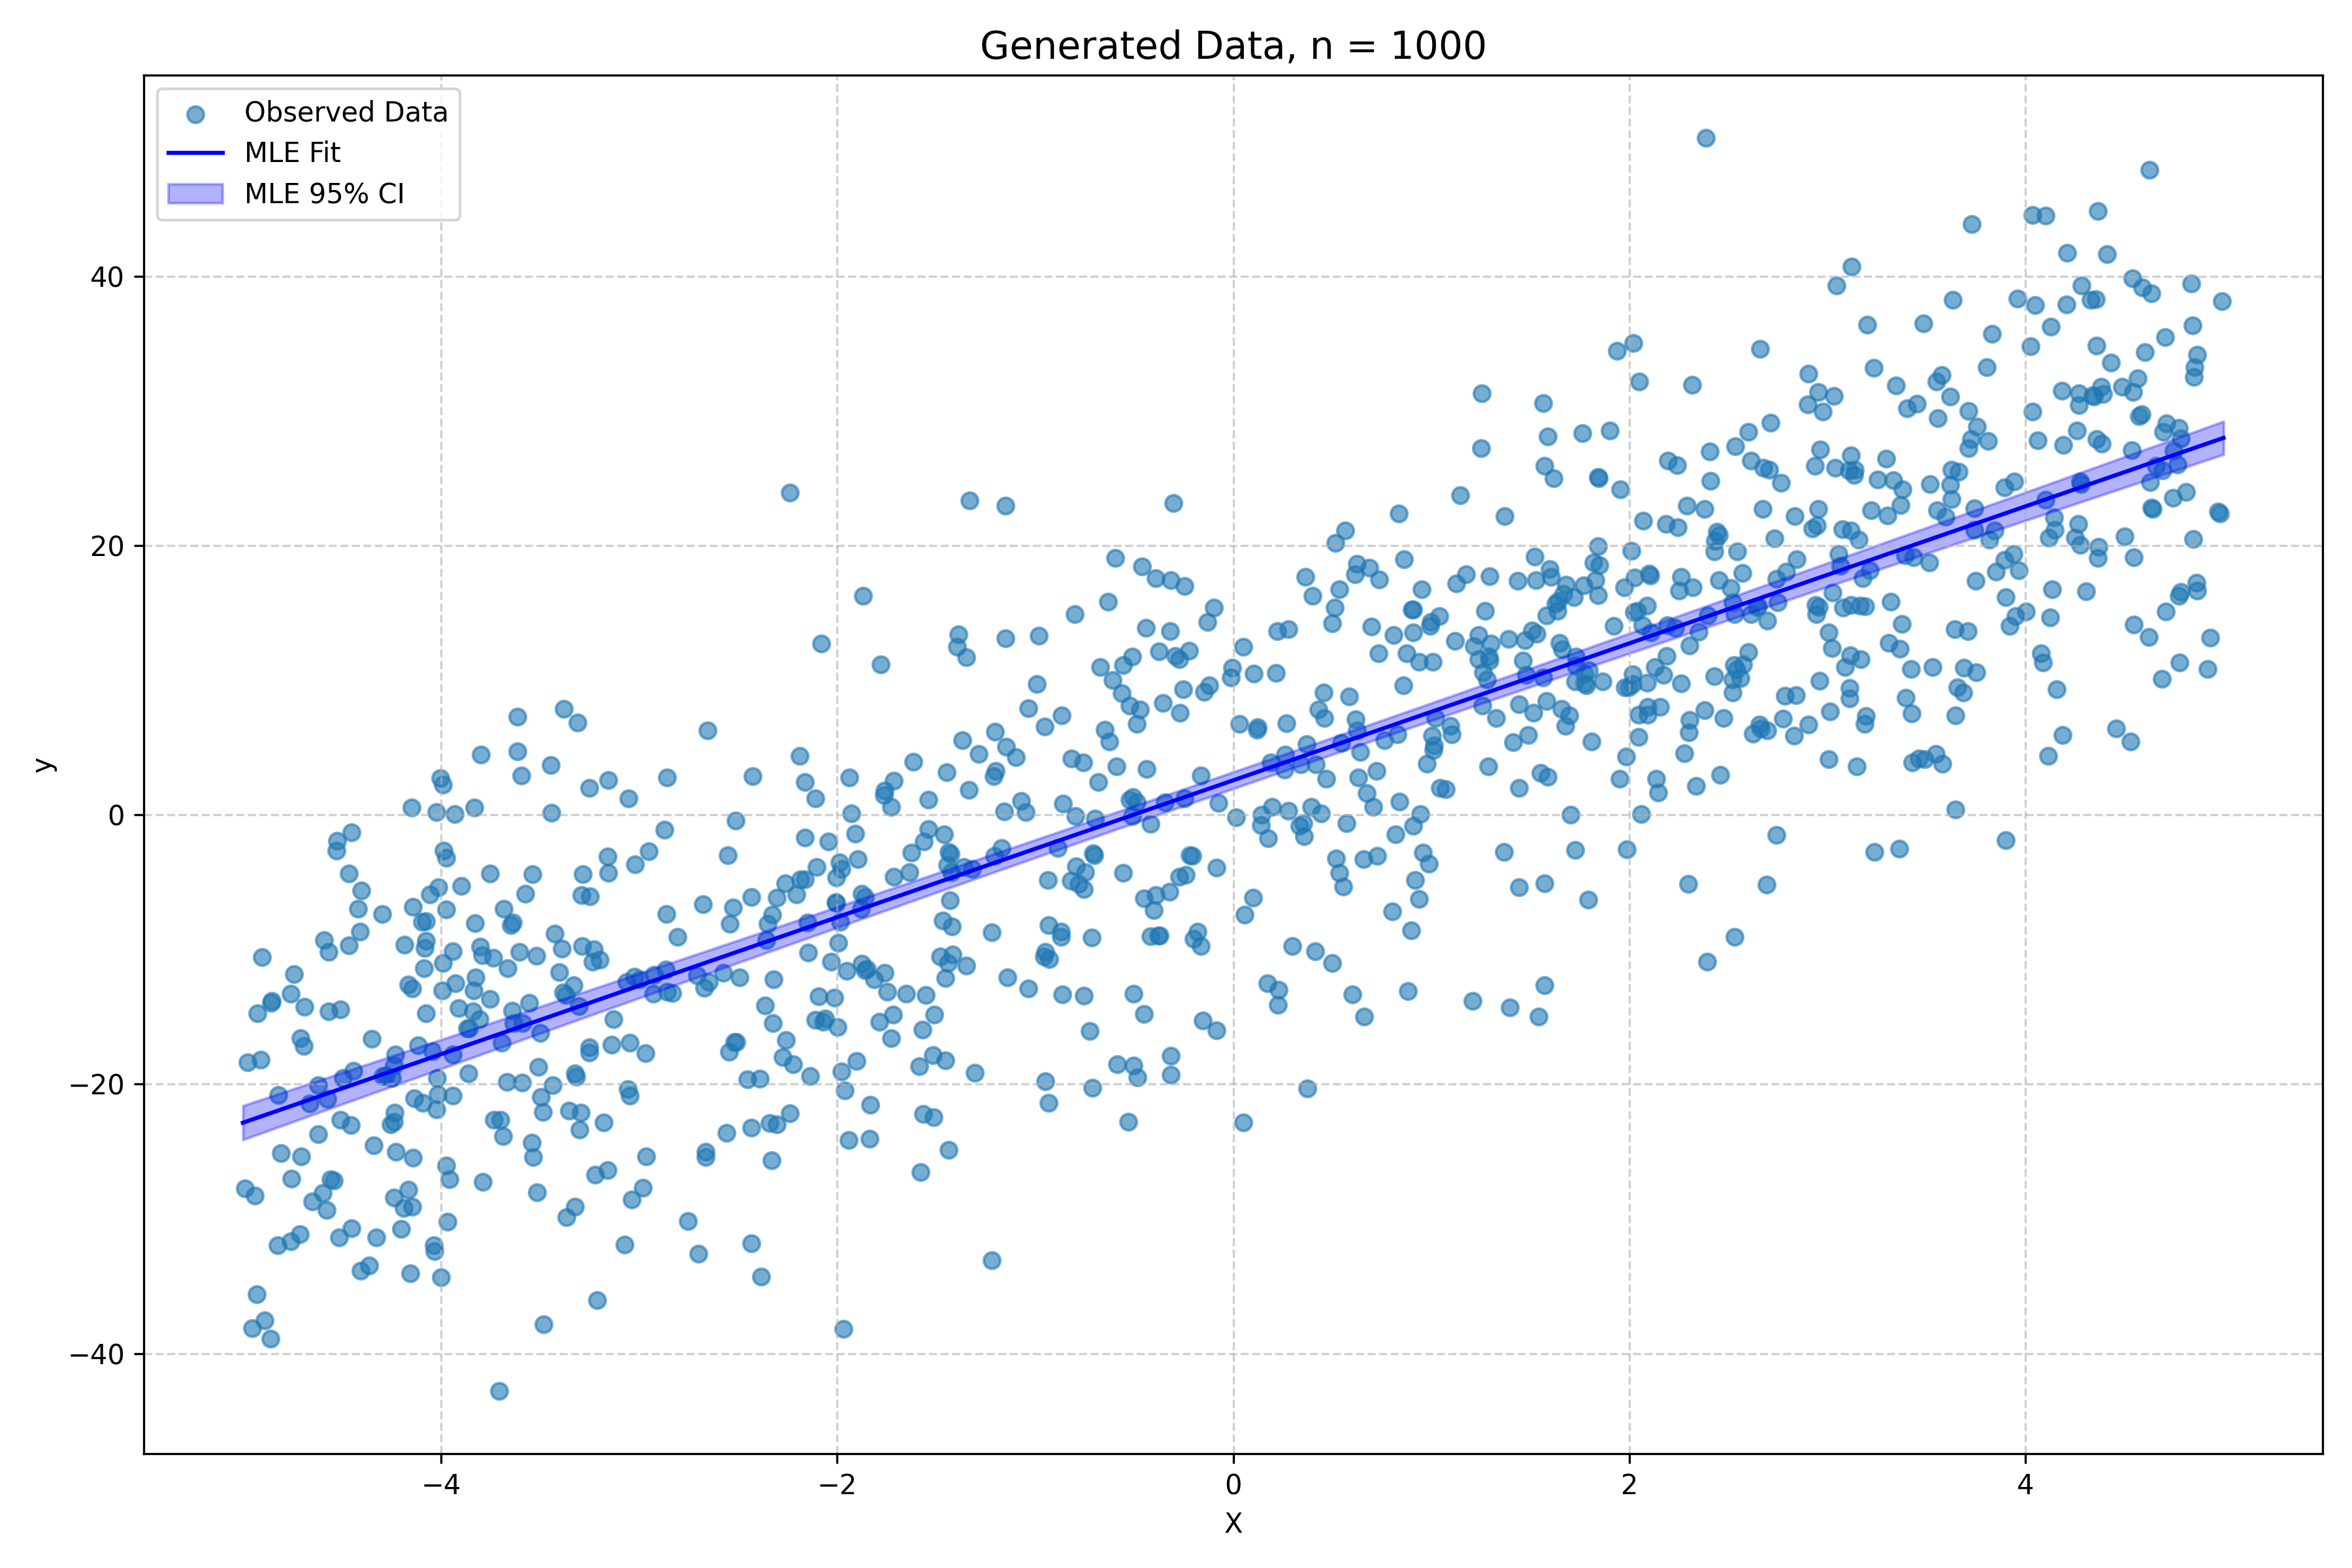 Generated Data, n = 1000
Observed Data
MLE Fit
MLE 95% CI
40
20
0
−20
−40
y
−4
−2
0
2
4
X